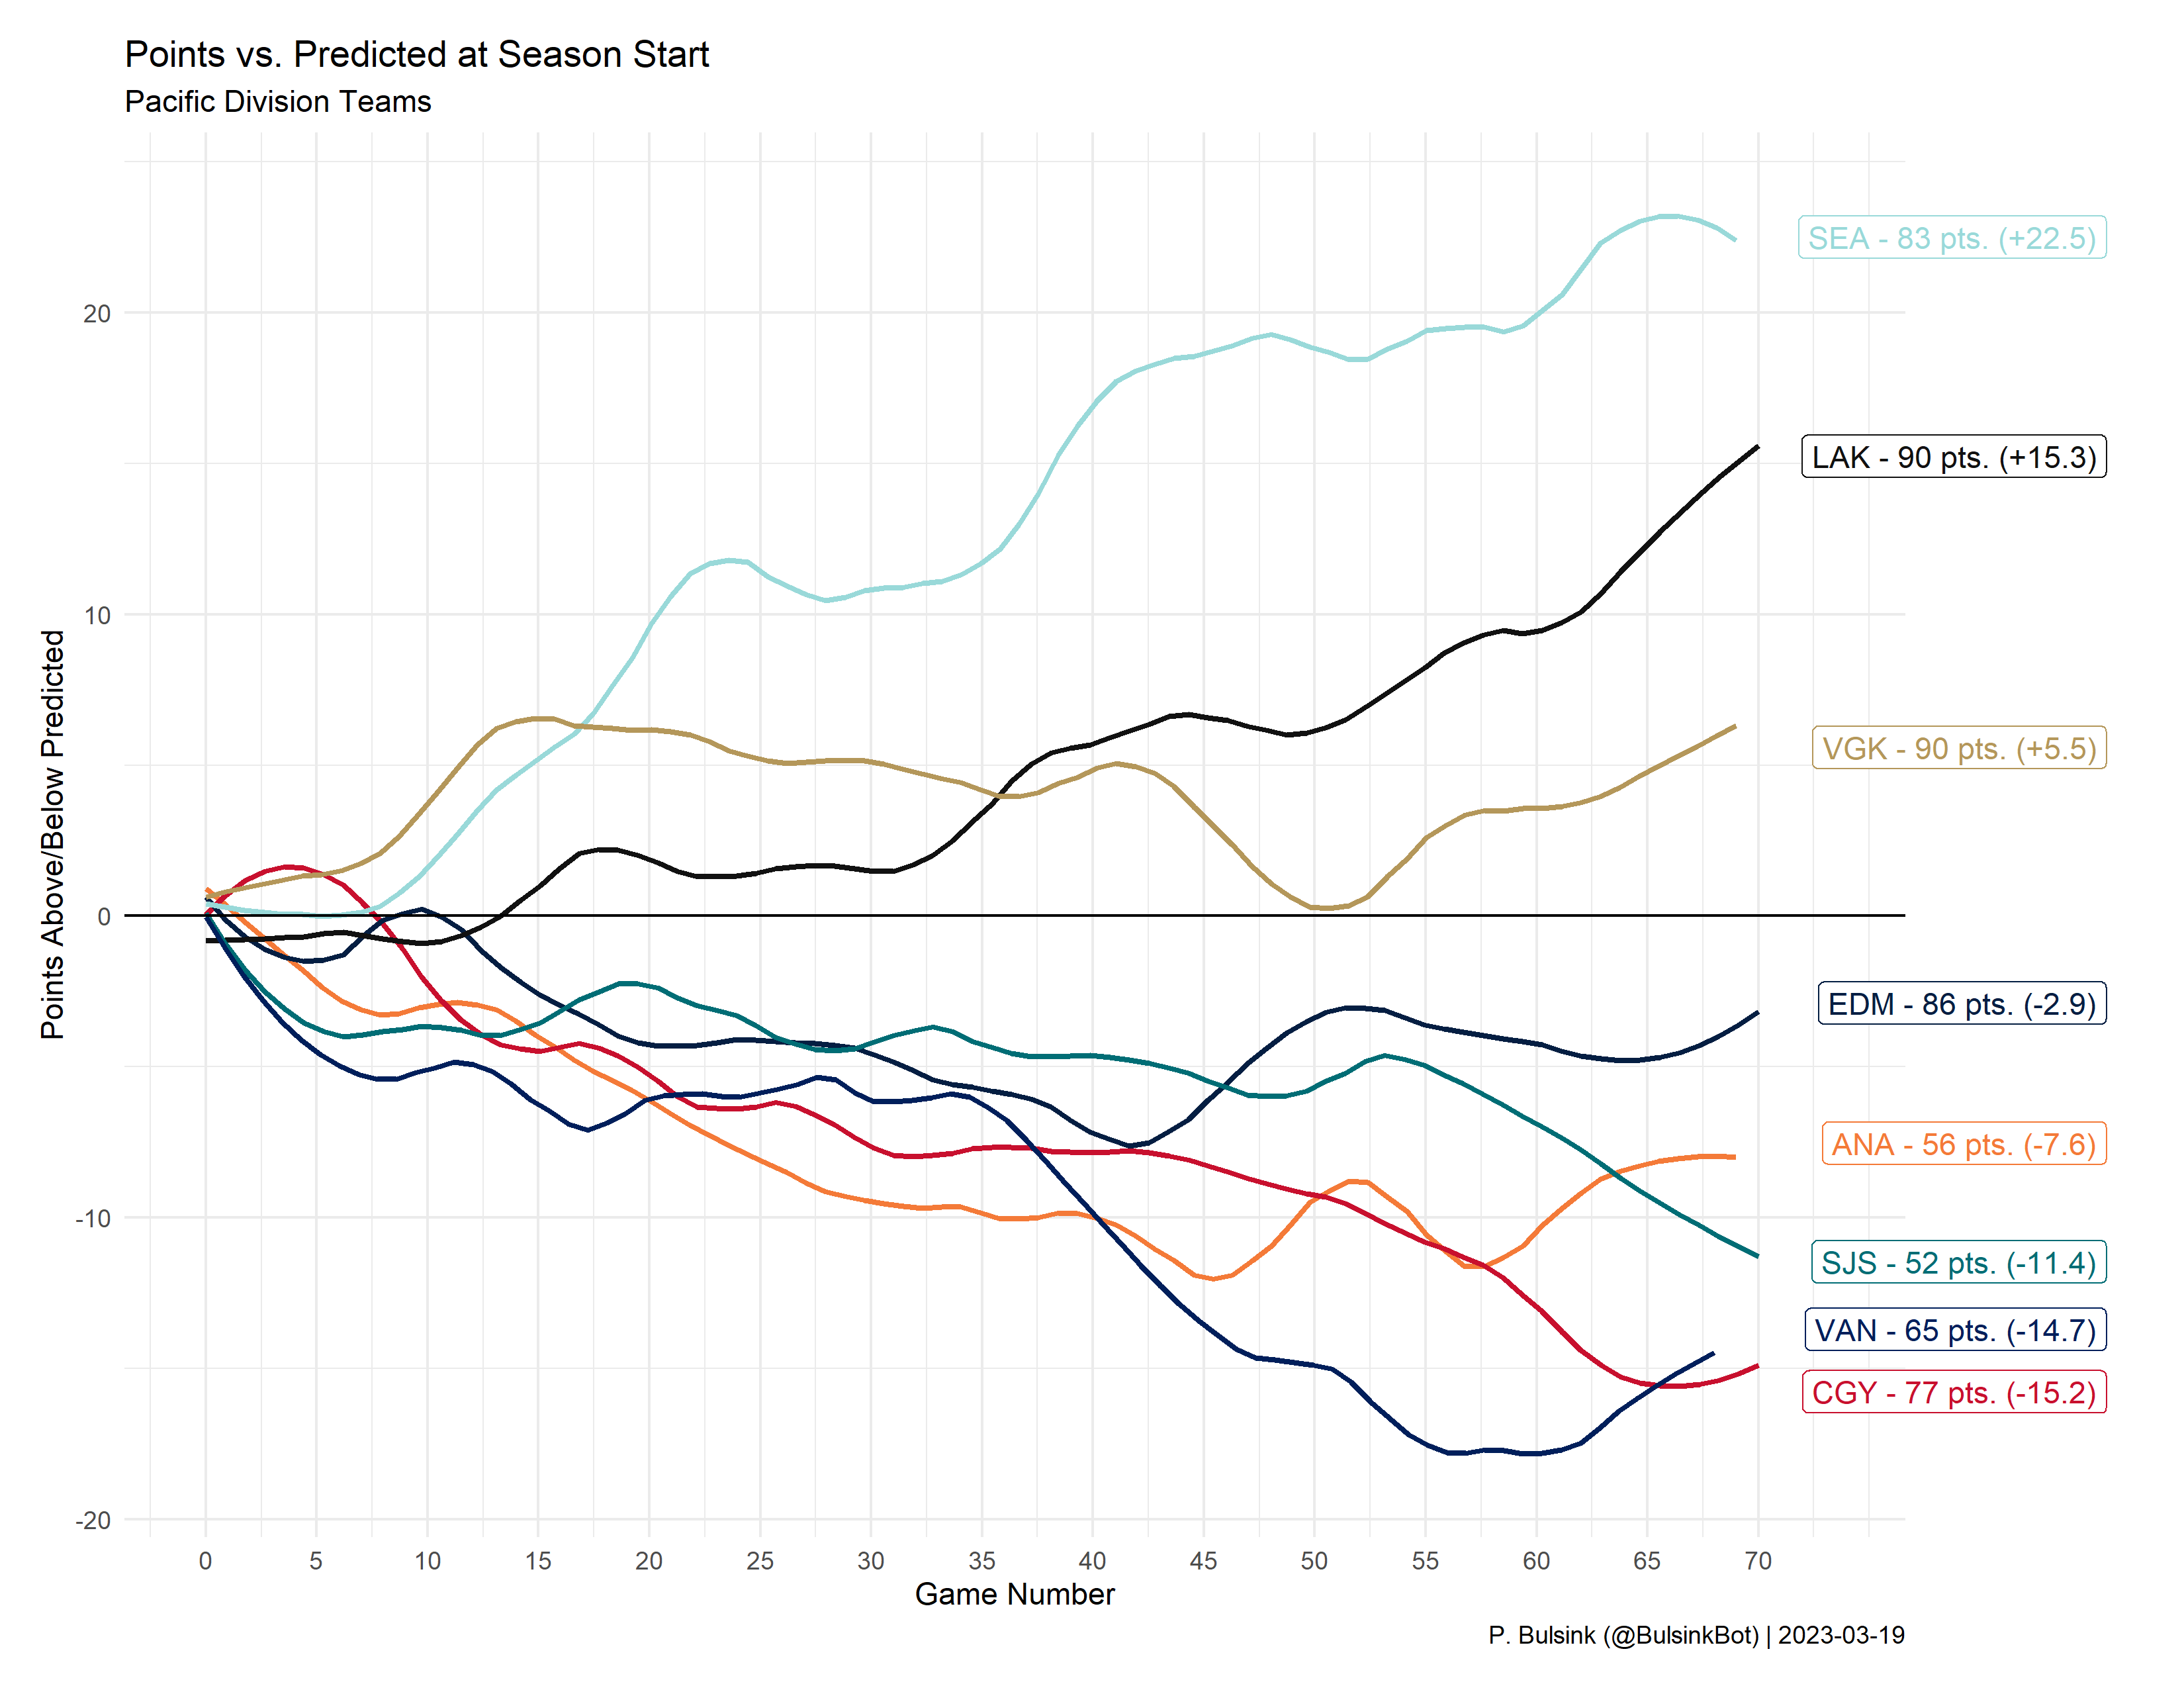 Points vs. Predicted at Season Start
Pacific Division Teams
Points Above/Below Predicted
20
10
0
-10
-20
SEA - 83 pts. (+22.5)
LAK - 90 pts. (+15.3)
VGK - 90 pts. (+5.5)
EDM - 86 pts. (-2.9)
ANA - 56 pts. (-7.6)
SJS - 52 pts. (-11.4)
VAN - 65 pts. (-14.7)
CGY - 77 pts. (-15.2)
0 5 10 15 20 25 30 35 40 45 50 55 60 65 70
Game Number
P. Bulsink (@BulsinkBot) | 2023-03-19